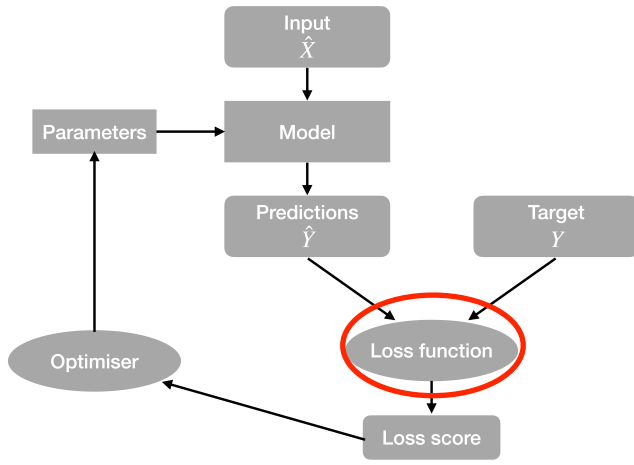 Input
X̂
Parameters
Model
Predictions
Ŷ
Target
Y
Optimiser
Loss function
Loss score